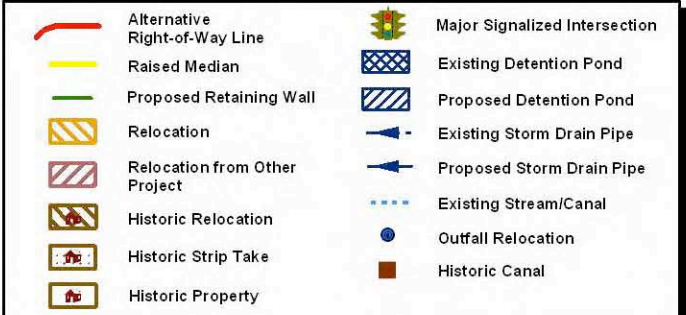 Alternative
Right-of-Way Line
Raised Median
Proposed Retaining Wall
Relocation
Relocation from Other
Project
Historic Relocation
Historic Strip Take
Historic Property
Major Signalized Intersection
Existing Detention Pond
Proposed Detention Pond
Existing Storm Drain Pipe
Proposed Storm Drain Pipe
Existing Stream/Canal
Outfall Relocation
Historic Canal